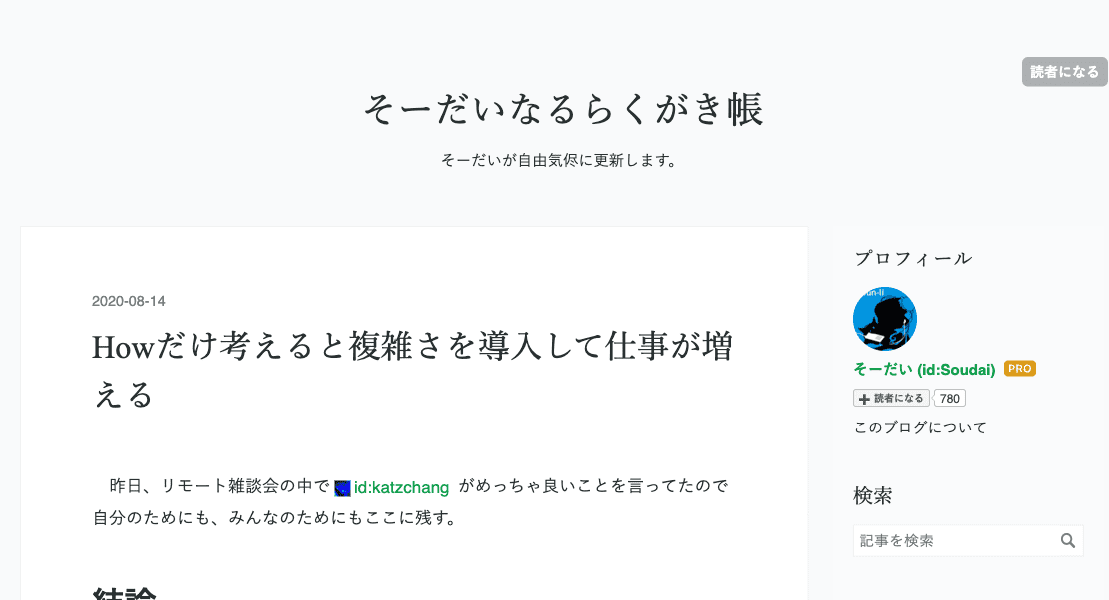 読者になる
そーだいなるらくがき帳
そーだいが自由気侭に更新します。
2020-08-14
Howだけ考えると複雑さを導入して仕事が増
える
昨日、リモート雑談会の中で id:katzchang がめっちゃ良いことを言ってたので
自分のためにも、みんなのためにもここに残す。
結論
プロフィール
そーだい (id:Soudai) PRO
読者になる 780
このブログについて
検索
記事を検索